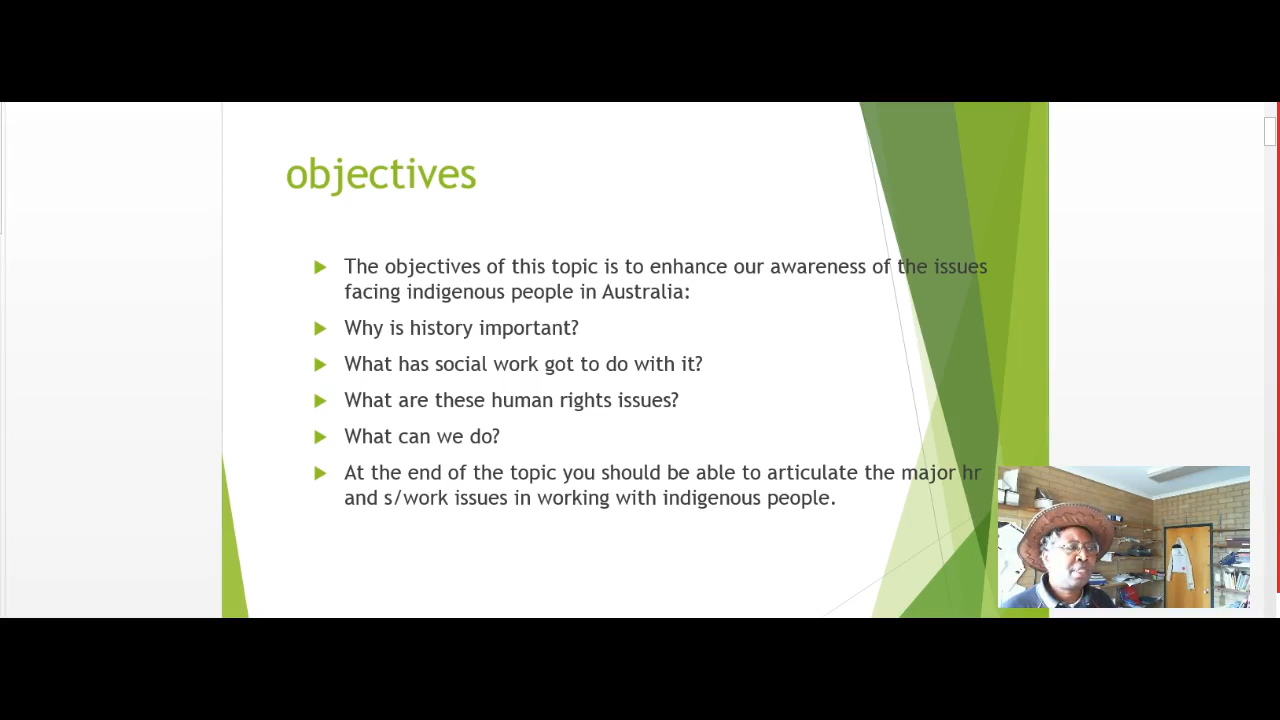 objectives
The objectives of this topic is to enhance our awareness of the issues
facing indigenous people in Australia:
Why is history important?
What has social work got to do with it?
What are these human rights issues?
What can we do?
At the end of the topic you should be able to articulate the major hr
and s/work issues in working with indigenous people.